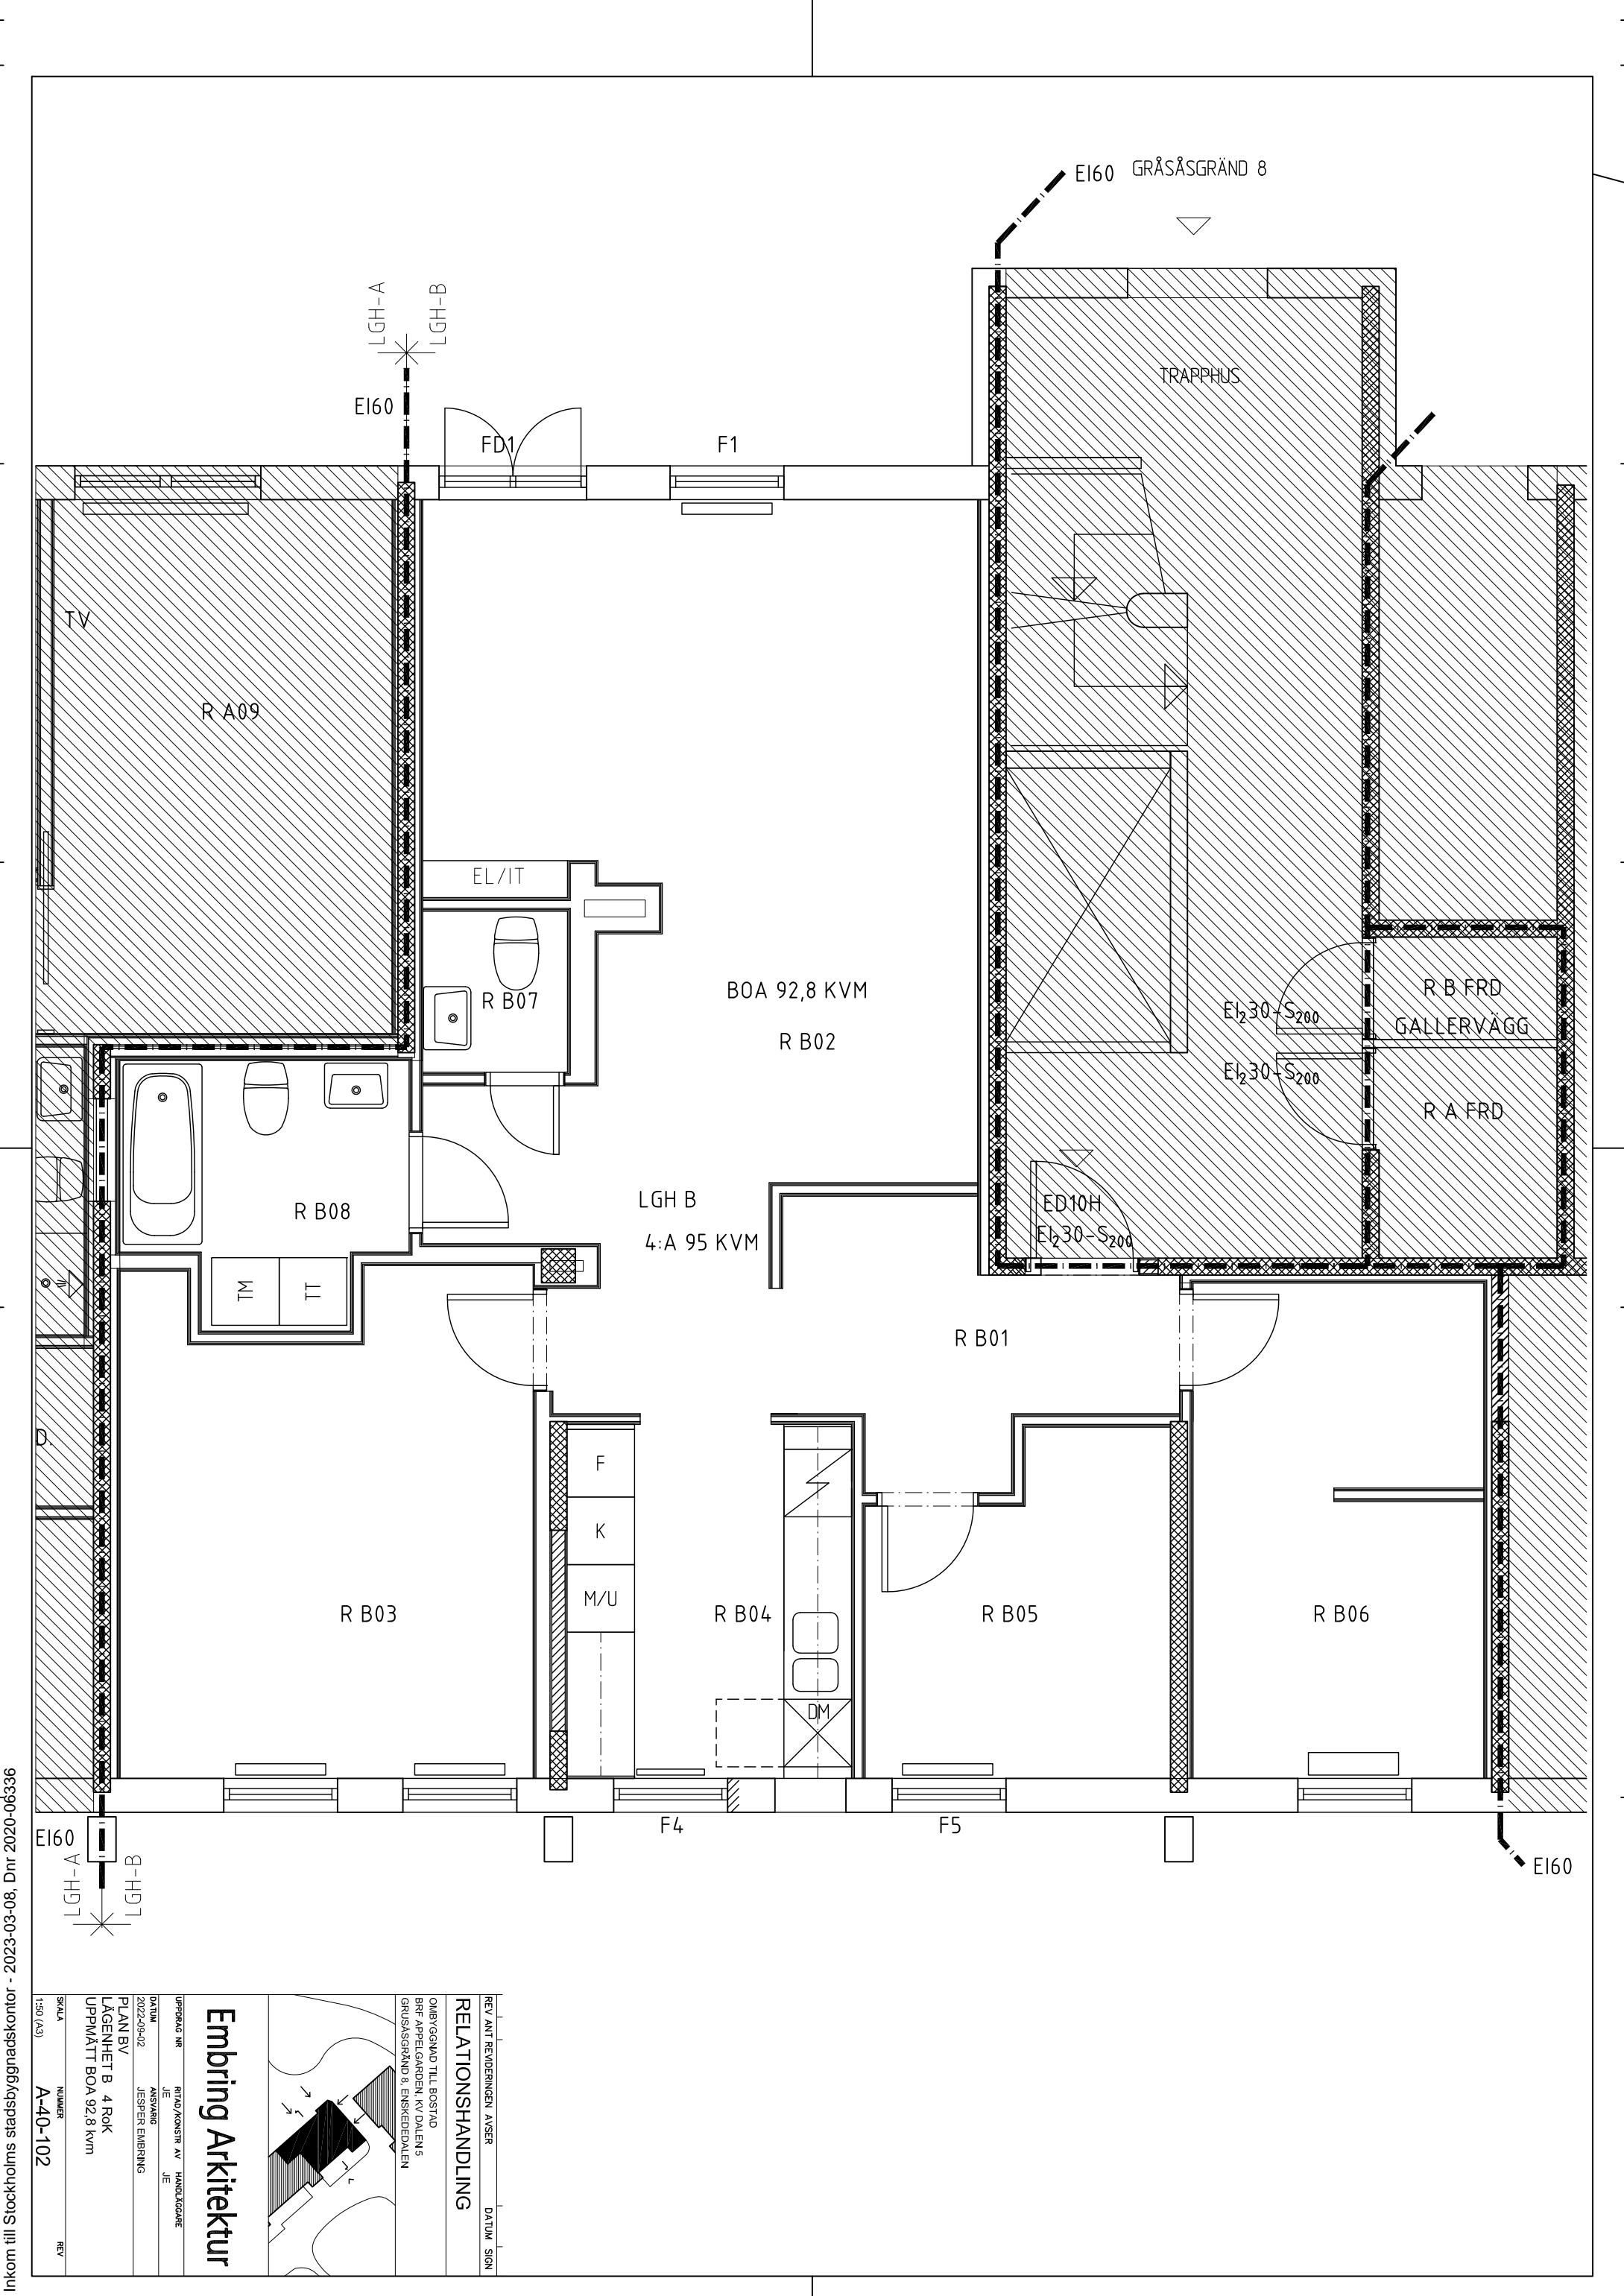 EI60 GRÅSÅSGRÄND 8
LGH-A
LGH-B
TRAPPHUS
EI60
FD1
F1
TV
R A09
EL/IT
R B07
BOA 92,8 KVM
R B02
R B FRD
EI₂30-S₂₀₀
GALLERVÄGG
EI₂30-S₂₀₀
R A FRD
LGH B
4:A 95 KVM
R B08
ED10H
EI₂30-S₂₀₀
TM
TT
R B01
D.
F
K
M/U
R B03
R B04
R B05
R B06
DM
F4
F5
EI60
LGH-A
LGH-B
EI60
Inkom till Stockholms stadsbyggnadskontor - 2023-03-08, Dnr 2020-06336
REV ANT REVIDERINGEN AVSER DATUM SIGN
RELATIONSHANDLING
OMBYGGNAD TILL BOSTAD
BRF APPELGÅRDEN, KV DALEN 5
GRUSÅSGRÄND 8, ENSKEDEDALEN
Embring Arkitektur
UPPDRAG NR RITAD/KONSTR AV HANDLÄGGARE
JE JE
DATUM ANSVARIG
2022-09-02 JESPER EMBRING
PLAN BV
LÄGENHET B 4 RoK
UPPMÄTT BOA 92,8 kvm
SKALA NUMMER REV
1:50 (A3) A-40-102